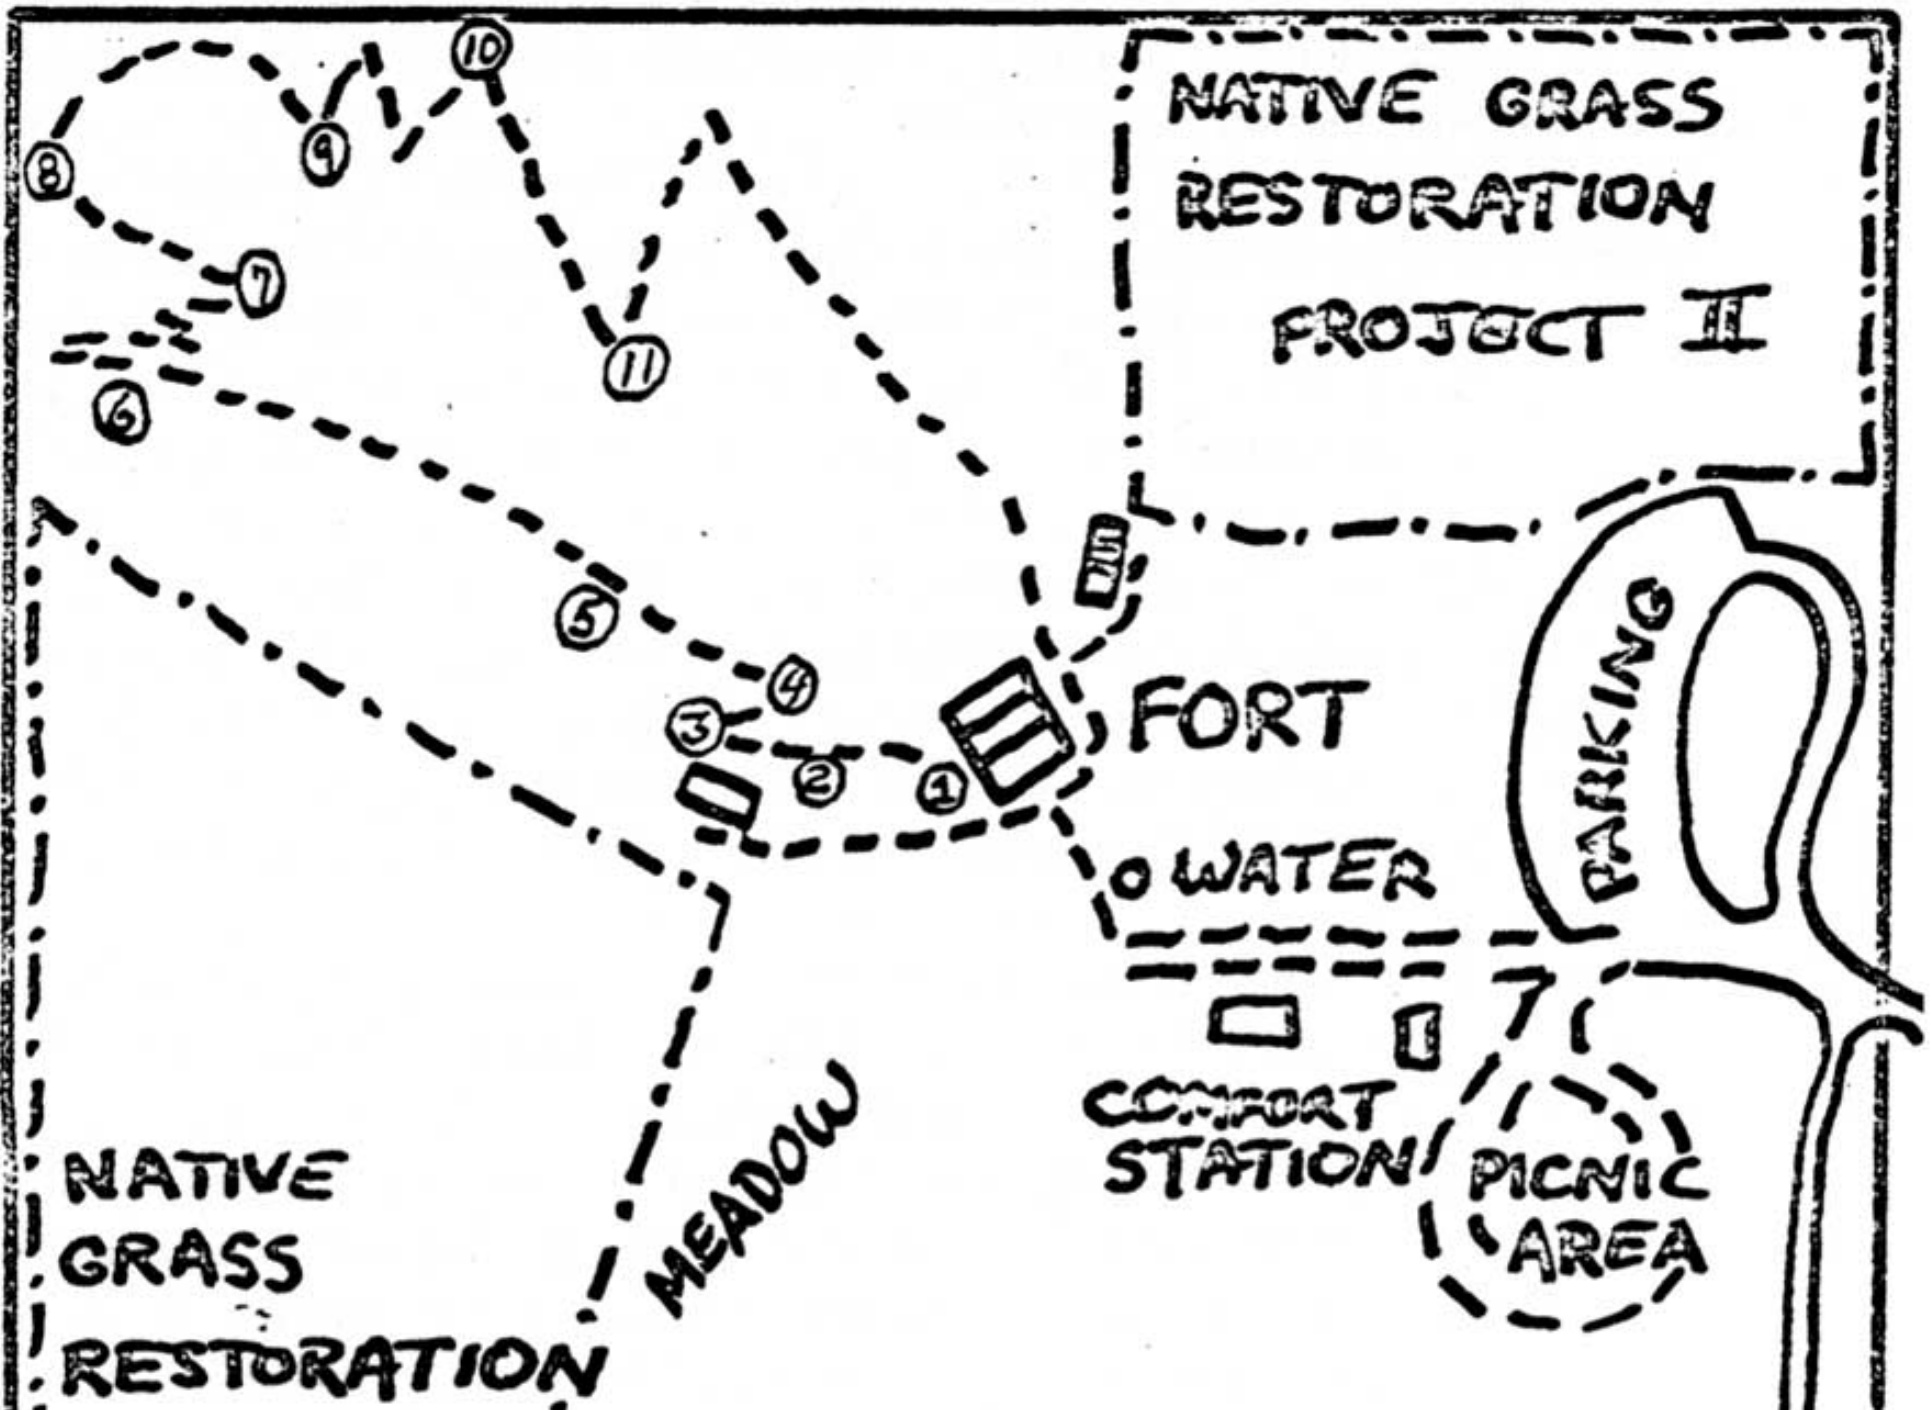 10
9
8
7
6
11
NATIVE GRASS
RESTORATION
PROJECT II
5
4
3
2
1
FORT
PARKING
WATER
COMFORT
STATION
PICNIC
AREA
MEADOW
NATIVE
GRASS
RESTORATION